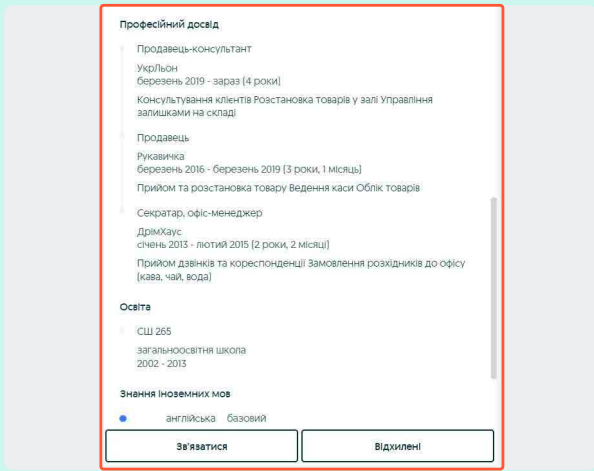 Професійний досвід
Продавець-консультант
УкрЛьон
березень 2019 - зараз (4 роки)
Консультування клієнтів Розстановка товарів у залі Управління
залишками на складі
Продавець
Рукавичка
березень 2016 - березень 2019 (3 роки, 1 місяць)
Прийом та розстановка товару Ведення каси Облік товарів
Секратар, офіс-менеджер
ДрімХаус
січень 2013 - лютий 2015 (2 роки, 2 місяці)
Прийом дзвінків та кореспонденції Замовлення розхідників до офісу
(кава, чай, вода)
Освіта
СШ 265
загальноосвітня школа
2002 - 2013
Знання іноземних мов
англійська базовий
Зв'язатися Відхилені